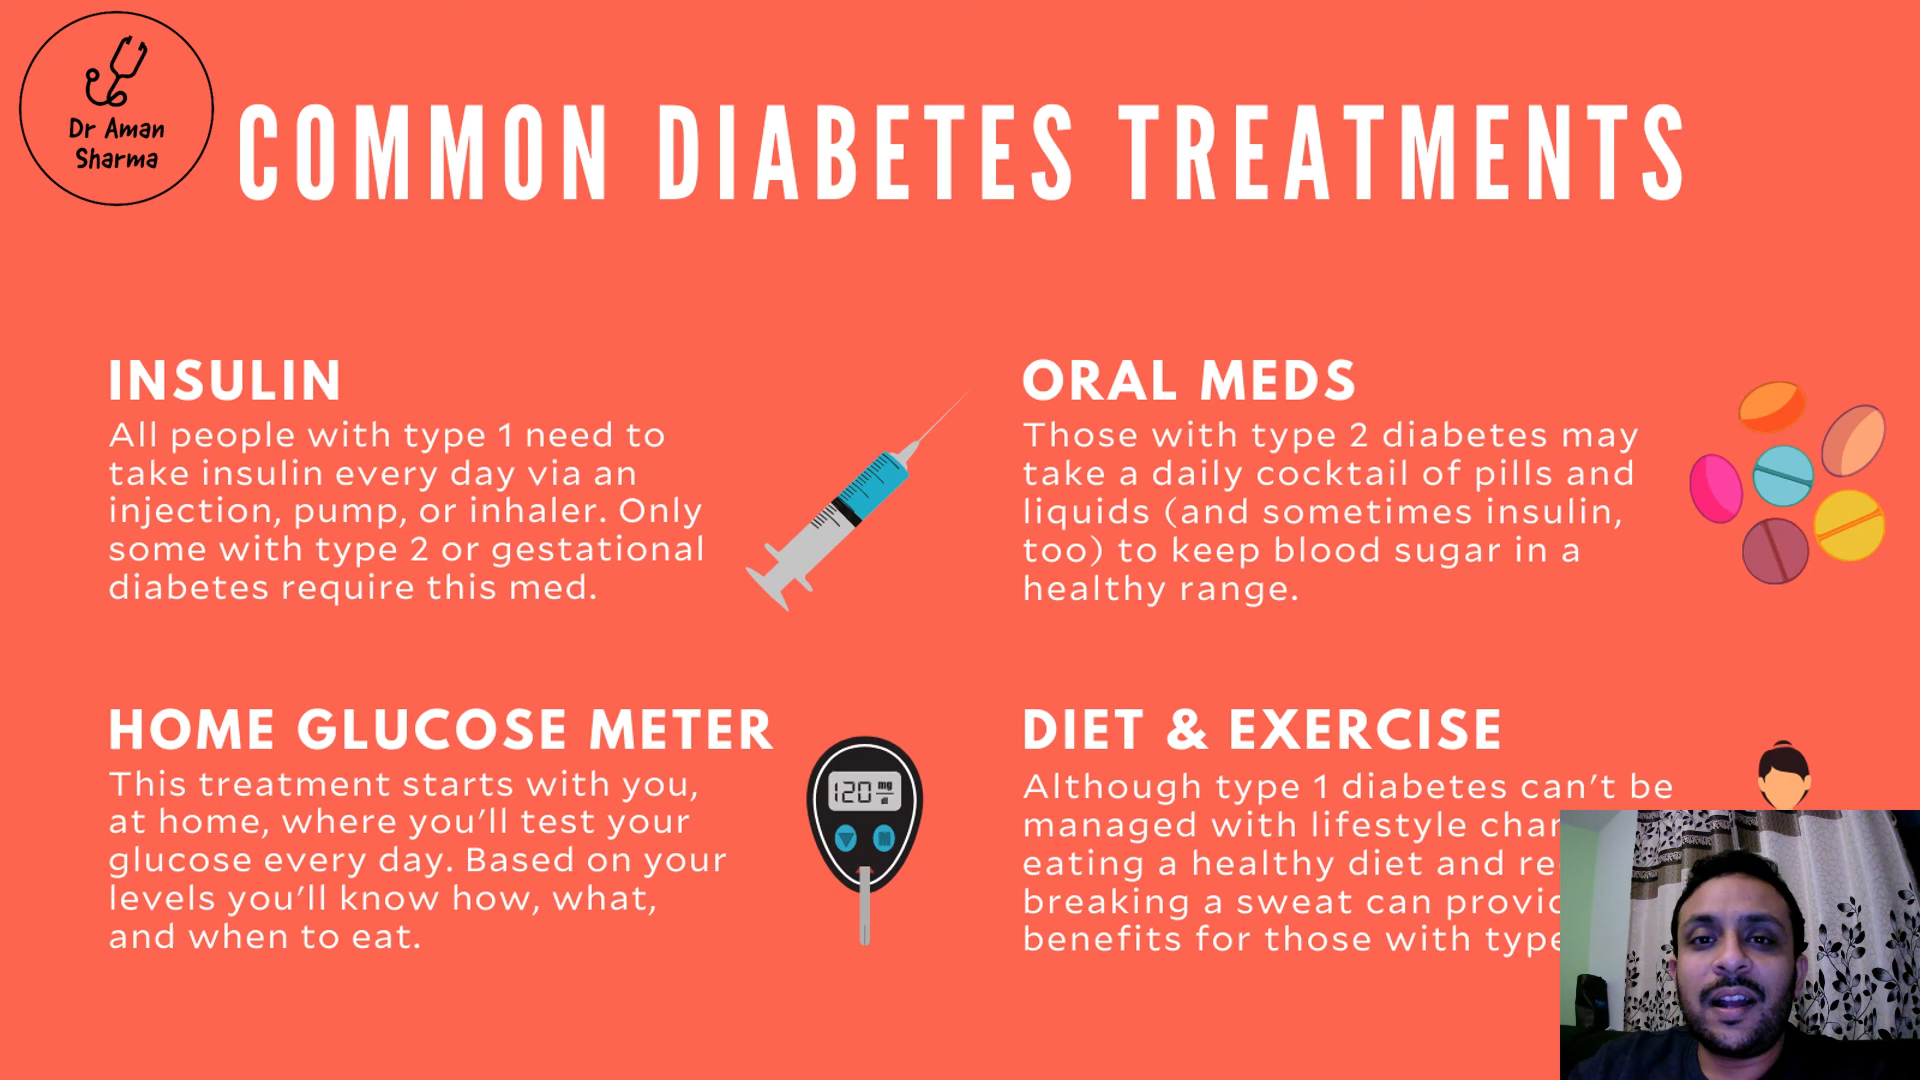 Dr Aman
Sharma
COMMON DIABETES TREATMENTS
INSULIN
All people with type 1 need to
take insulin every day via an
injection, pump, or inhaler. Only
some with type 2 or gestational
diabetes require this med.
ORAL MEDS
Those with type 2 diabetes may
take a daily cocktail of pills and
liquids (and sometimes insulin,
too) to keep blood sugar in a
healthy range.
HOME GLUCOSE METER
This treatment starts with you,
at home, where you'll test your
glucose every day. Based on your
levels you'll know how, what,
and when to eat.
120 mg
DIET & EXERCISE
Although type 1 diabetes can't be
managed with lifestyle
eating a healthy diet and
breaking a sweat can
benefits for those with type